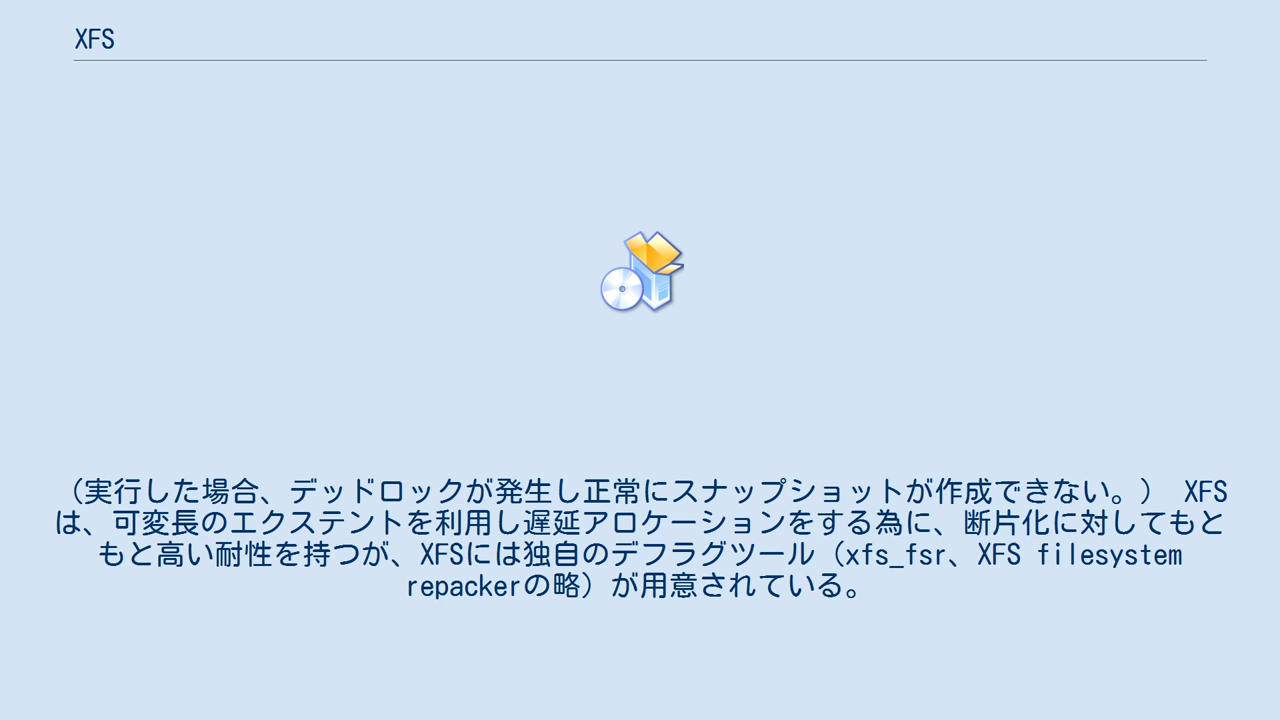 XFS
（実行した場合、デッドロックが発生し正常にスナップショットが作成できない。） XFS
は、可変長のエクステントを利用し遅延アロケーションをする為に、断片化に対してもと
もと高い耐性を持つが、XFSには独自のデフラグツール（xfs_fsr、XFS filesystem
repackerの略）が用意されている。